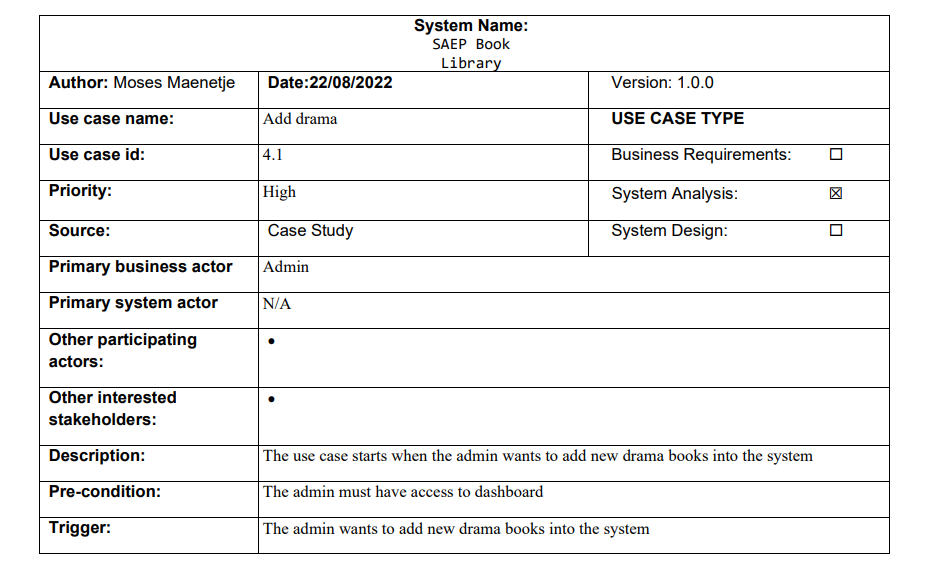 System Name:
SAEP Book
Library
Author: Moses Maenetje Date:22/08/2022 Version: 1.0.0
Use case name: Add drama USE CASE TYPE
Use case id: 4.1 Business Requirements: ☐
Priority: High System Analysis: ☒
Source: Case Study System Design: ☐
Primary business actor Admin
Primary system actor N/A
Other participating •
actors:
Other interested •
stakeholders:
Description: The use case starts when the admin wants to add new drama books into the system
Pre-condition: The admin must have access to dashboard
Trigger: The admin wants to add new drama books into the system